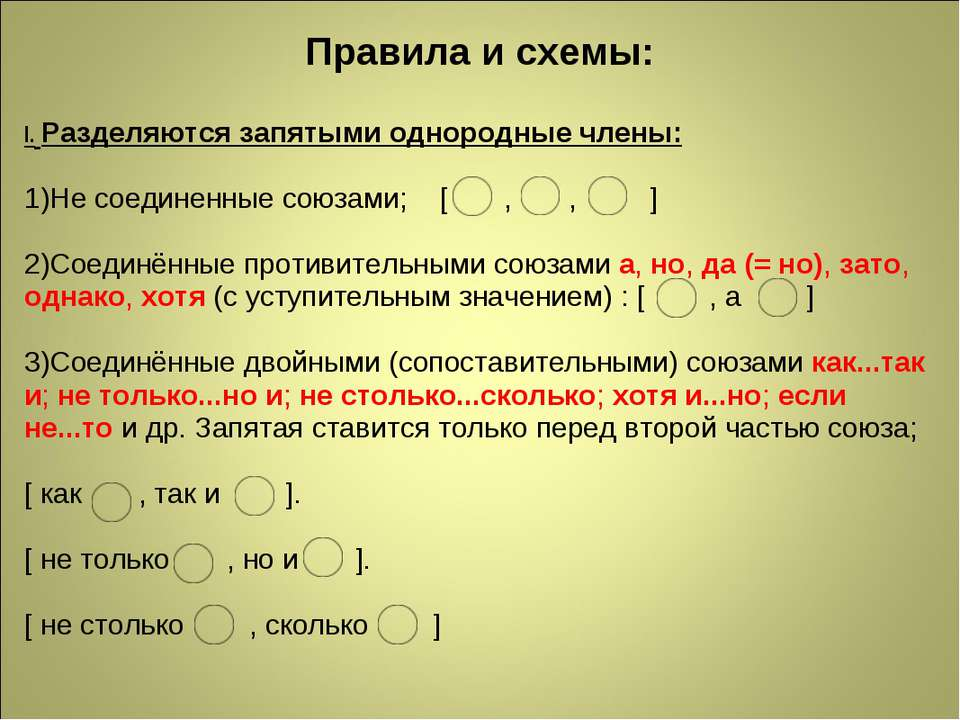 Правила и схемы:
I. Разделяются запятыми однородные члены:
1)Не соединенные союзами; [ , , ]
2)Соединённые противительными союзами а, но, да (= но), зато,
однако, хотя (с уступительным значением) : [ , а ]
3)Соединённые двойными (сопоставительными) союзами как...так
и; не только...но и; не столько...сколько; хотя и...но; если
не...то и др. Запятая ставится только перед второй частью союза;
[ как , так и ].
[ не только , но и ].
[ не столько , сколько ]